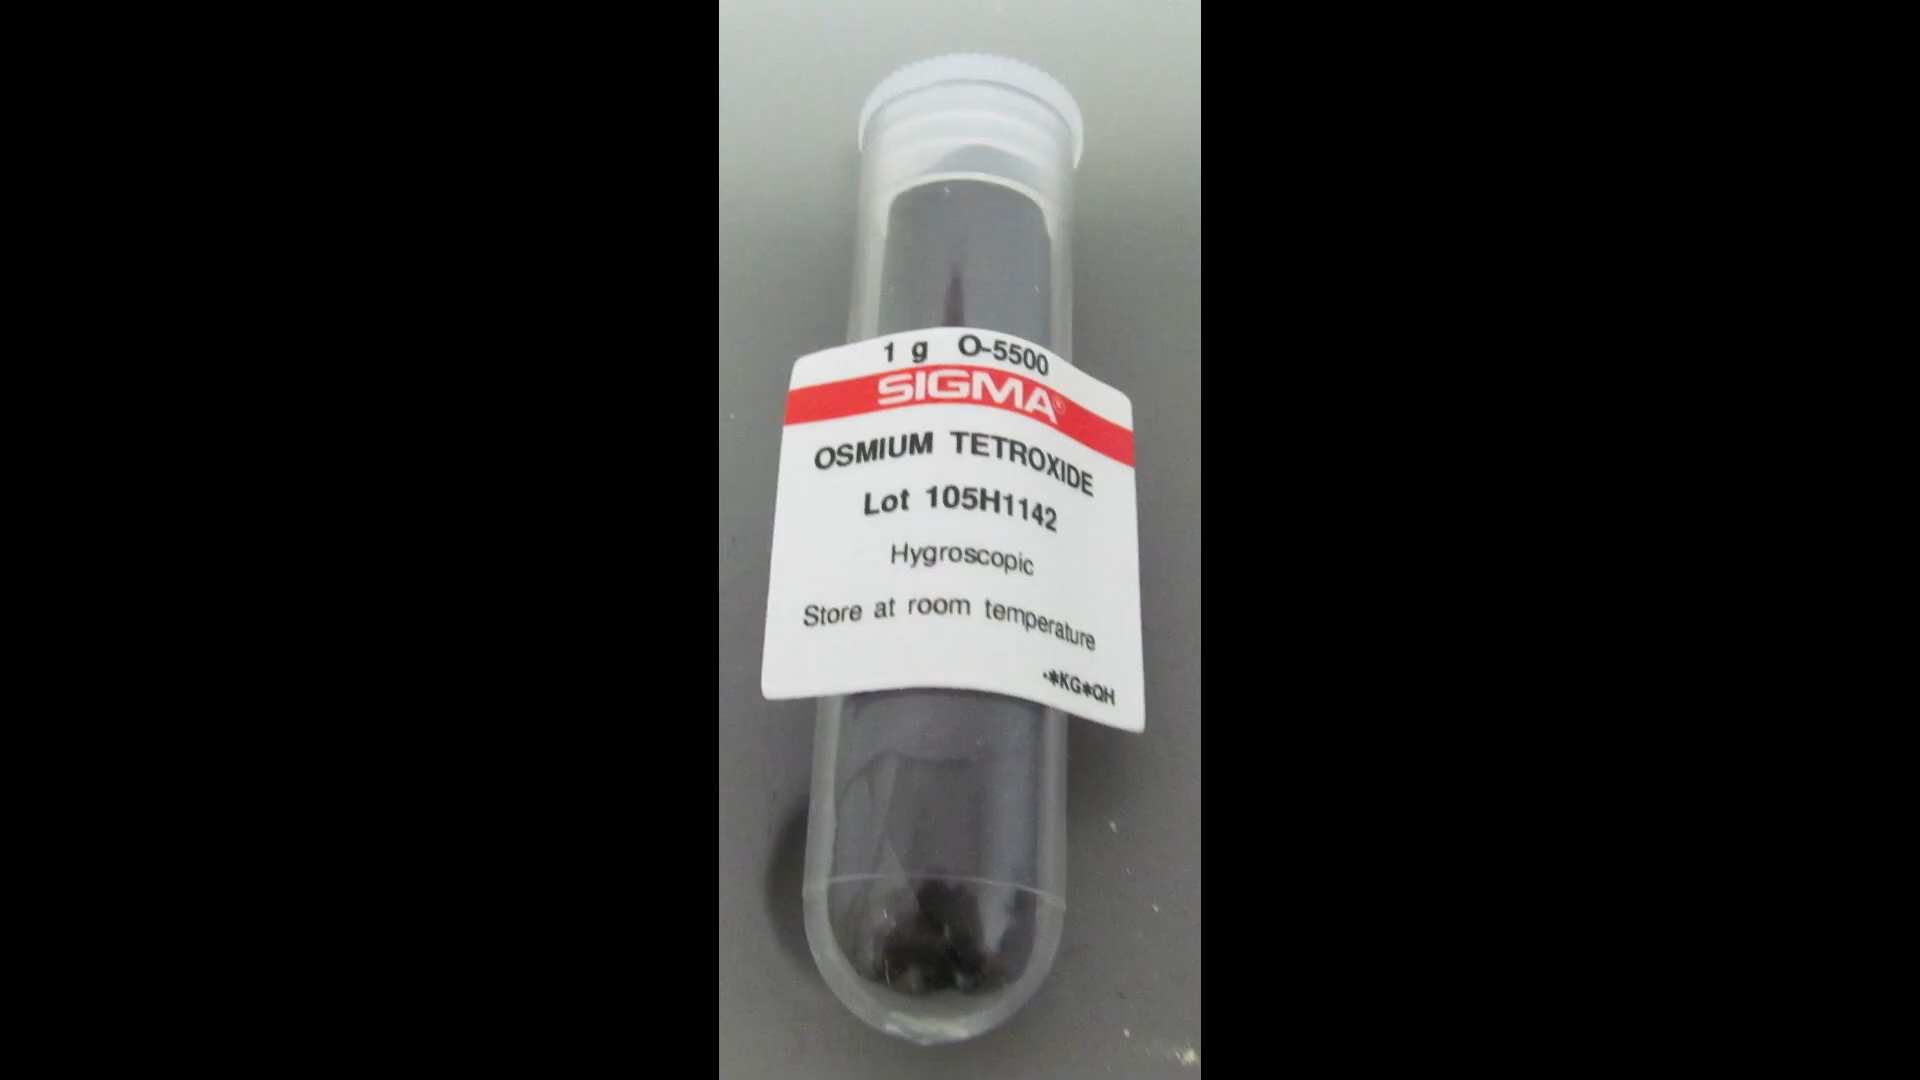 1 g O-5500
SIGMA®
OSMIUM TETROXIDE
Lot 105H1142
Hygroscopic
Store at room temperature
-*KG*QH